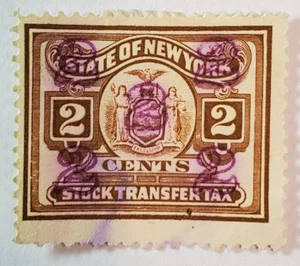 STATE OF NEW YORK
2 2
CENTS
STOCK TRANSFER TAX